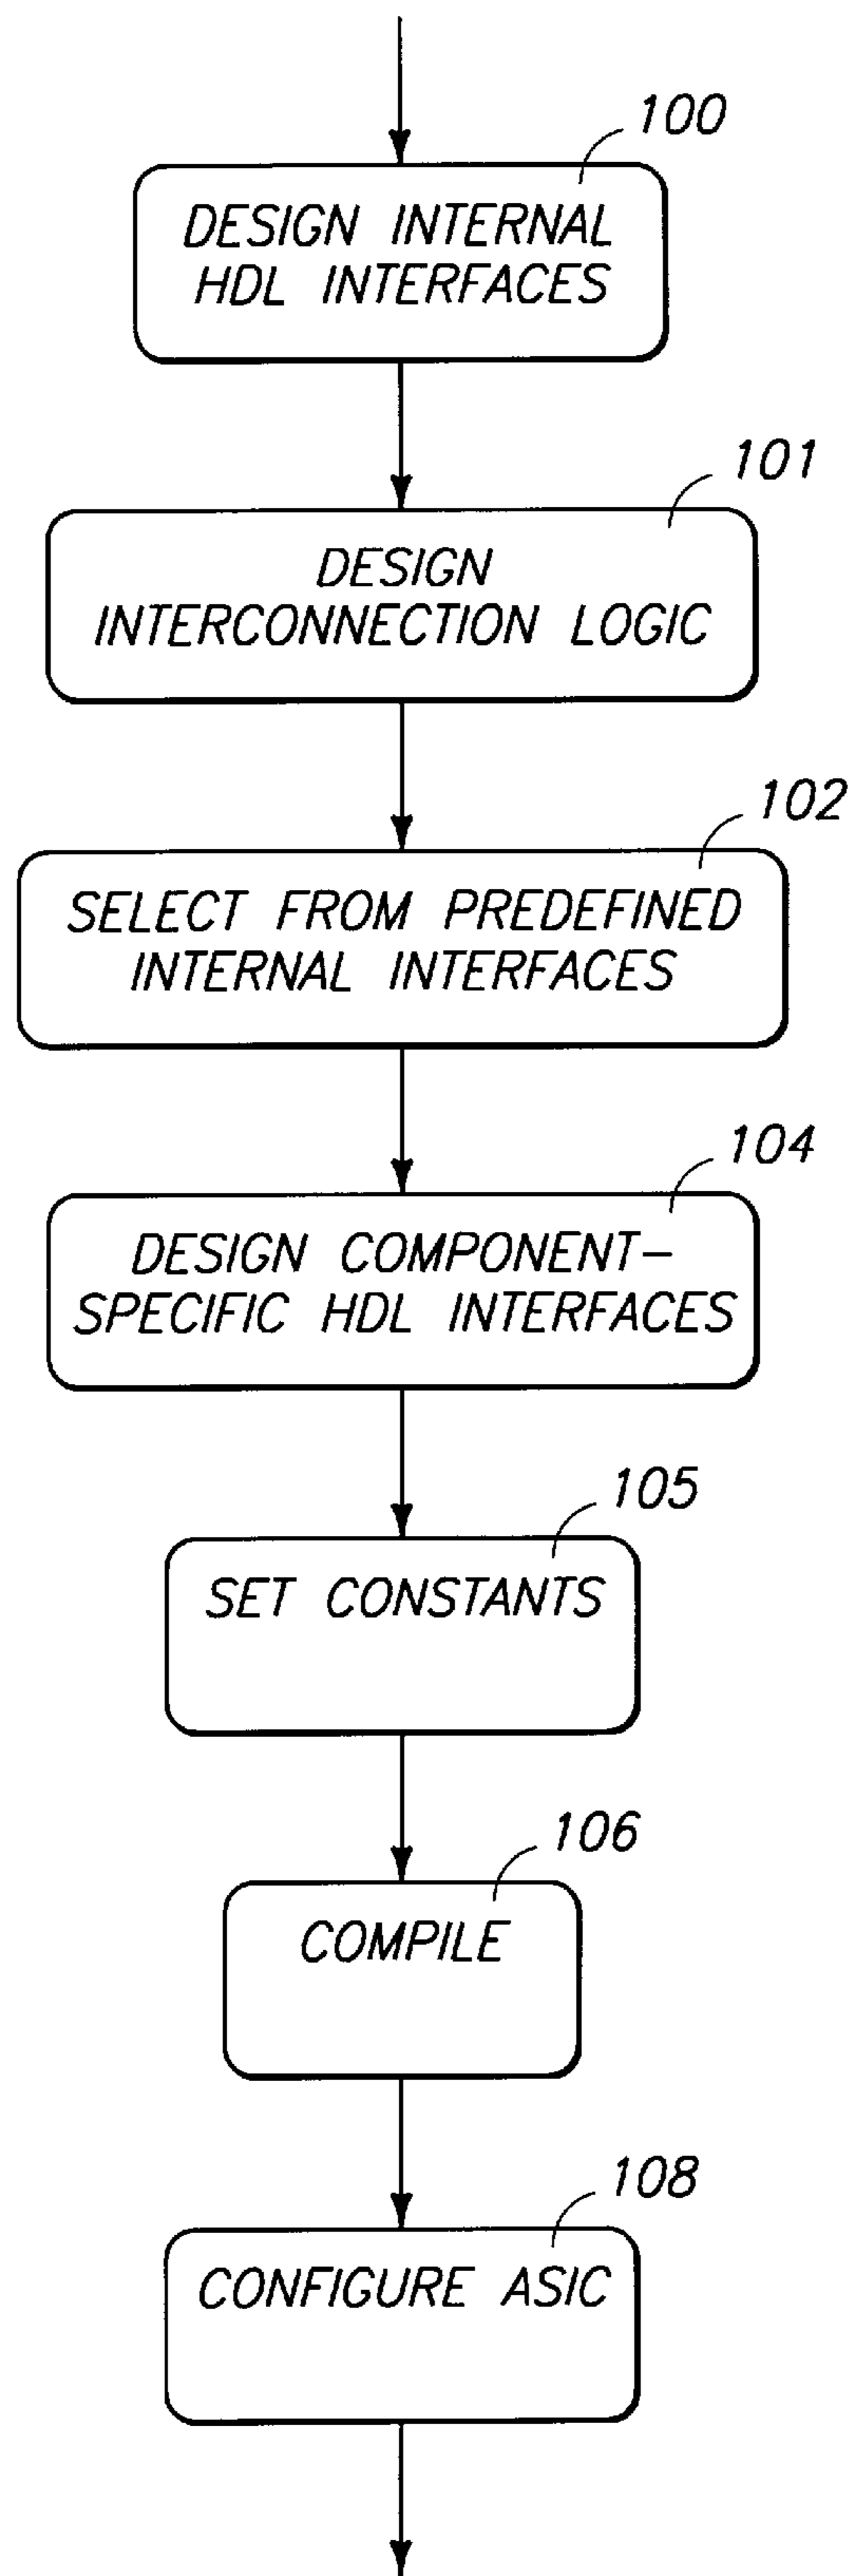 100
DESIGN INTERNAL
HDL INTERFACES
101
DESIGN
INTERCONNECTION LOGIC
102
SELECT FROM PREDEFINED
INTERNAL INTERFACES
104
DESIGN COMPONENT-
SPECIFIC HDL INTERFACES
105
SET CONSTANTS
106
COMPILE
108
CONFIGURE ASIC